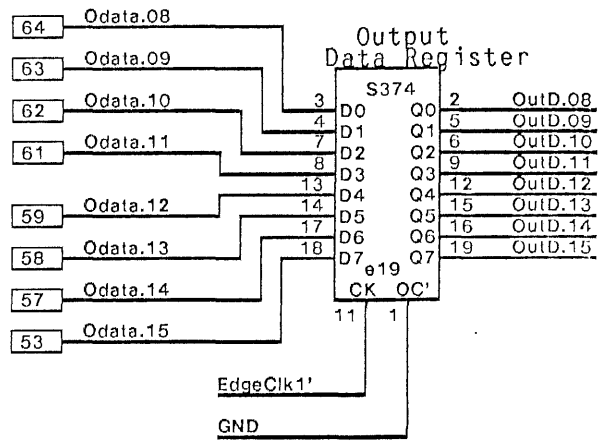 64 Odata.08
Output
Data Register
63 Odata.09
S374
62 Odata.10
3 D0 Q0 2 OutD.08
4 D1 Q1 5 OutD.09
61 Odata.11
7 D2 Q2 6 OutD.10
8 D3 Q3 9 OutD.11
13 D4 Q4 12 OutD.12
59 Odata.12
14 D5 Q5 15 OutD.13
17 D6 Q6 16 OutD.14
58 Odata.13
18 D7 Q7 19 OutD.15
e19
57 Odata.14
CK OC'
11 1
53 Odata.15
EdgeClk1'
GND